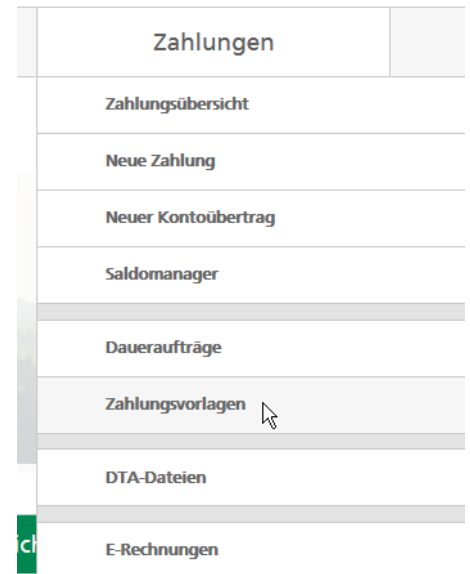 Zahlungen
Zahlungsübersicht
Neue Zahlung
Neuer Kontoübertrag
Saldomanager
Daueraufträge
Zahlungsvorlagen
DTA-Dateien
E-Rechnungen